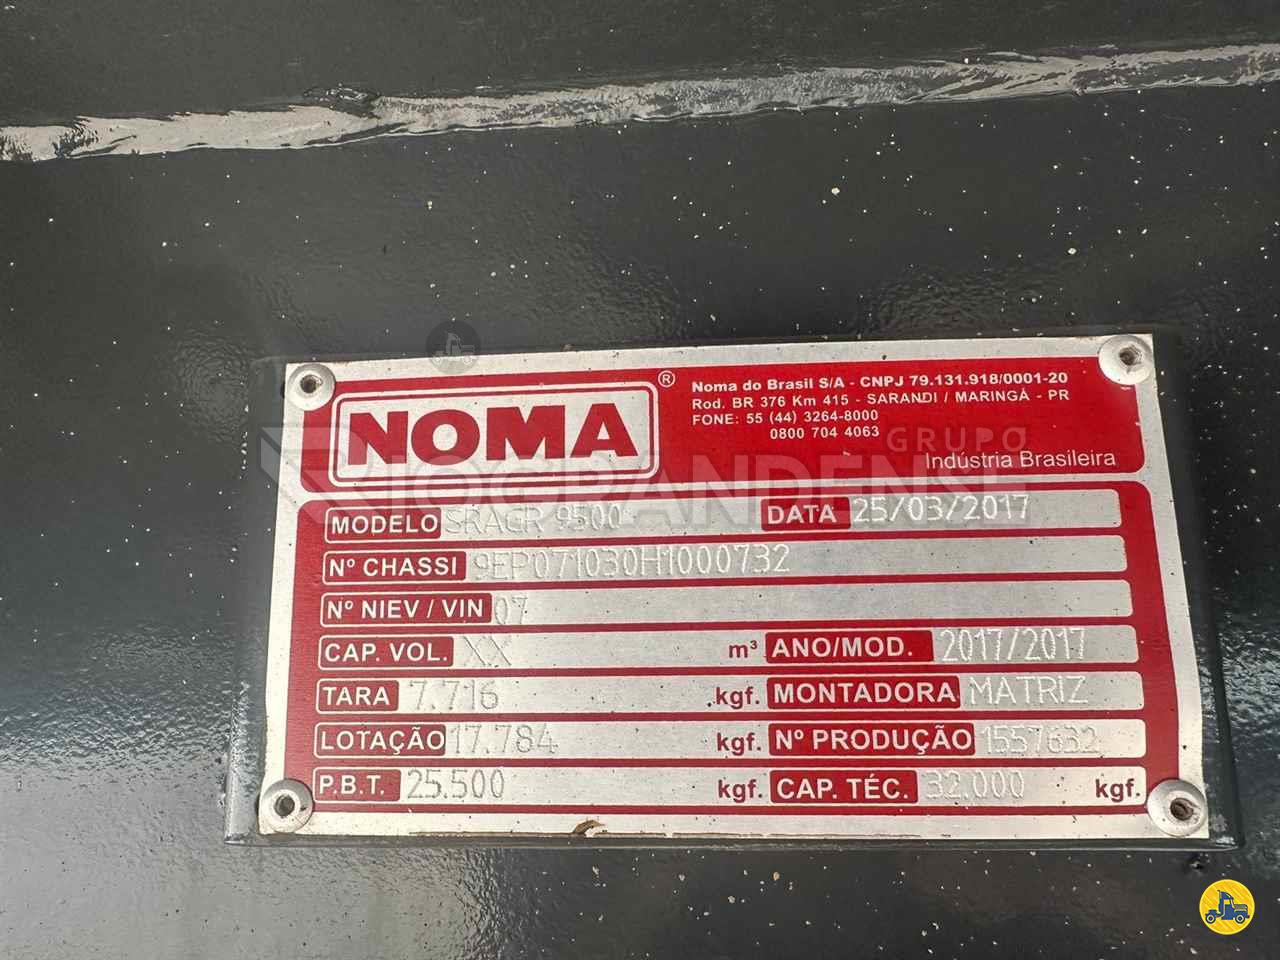 NOMA ®
Noma do Brasil S/A - CNPJ 79.131.918/0001-20
Rod. BR 376 Km 415 - SARANDI / MARINGÁ - PR
FONE: 55 (44) 3264-8000
0800 704 4063
Indústria Brasileira
GRUPO
RIOGRANDENSE
MODELO SRAGR 9500 DATA 25/03/2017
Nº CHASSI 9EP071030H1000732
Nº NIEV / VIN 07
CAP. VOL. XX m³ ANO/MOD. 2017/2017
TARA 7.716 kgf. MONTADORA MATRIZ
LOTAÇÃO 17.784 kgf. Nº PRODUÇÃO 1557632
P.B.T. 25.500 kgf. CAP. TÉC. 32.000 kgf.